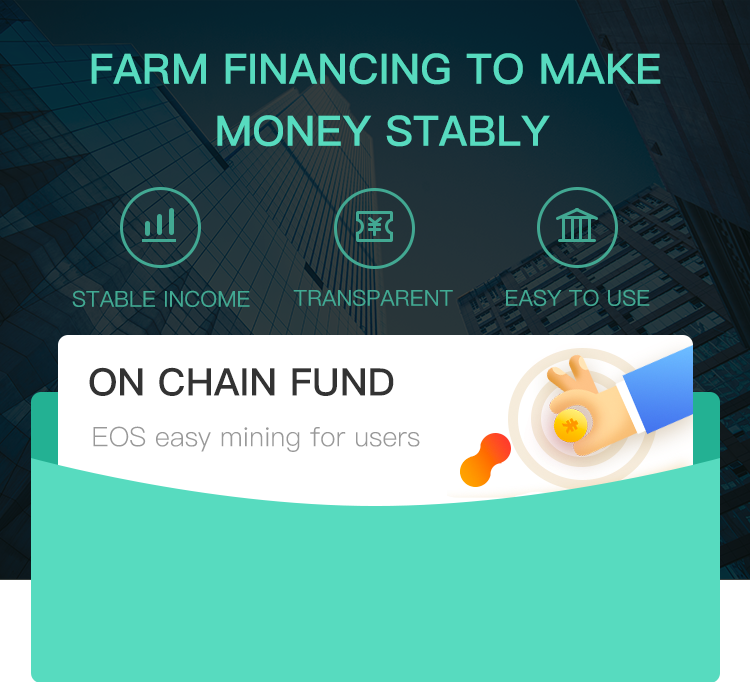 FARM FINANCING TO MAKE
MONEY STABLY
¥
STABLE INCOME
TRANSPARENT
EASY TO USE
ON CHAIN FUND
EOS easy mining for users
¥